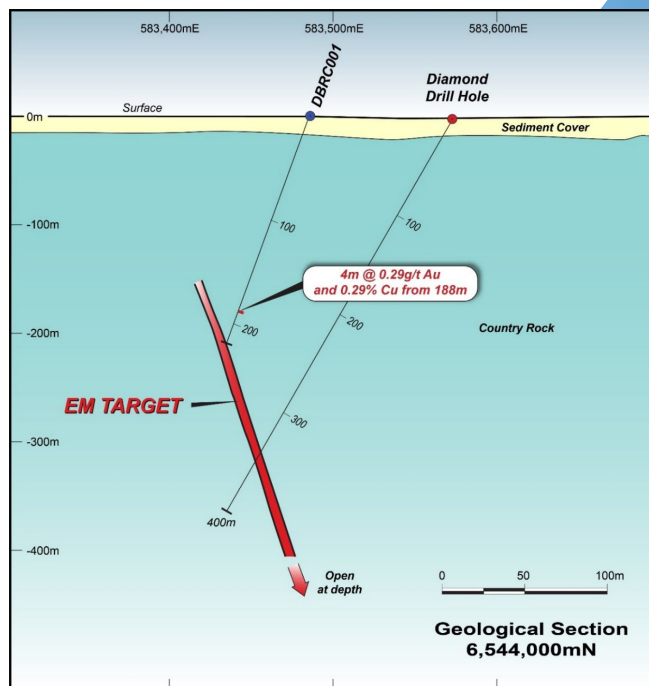 583,400mE
583,500mE
583,600mE
DBRC001
Diamond
Drill Hole
Surface
0m
Sediment Cover
100
100
-100m
4m @ 0.29g/t Au
and 0.29% Cu from 188m
200
200
Country Rock
-200m
EM TARGET
300
-300m
400m
-400m
Open
at depth
0
50
100m
Geological Section
6,544,000mN